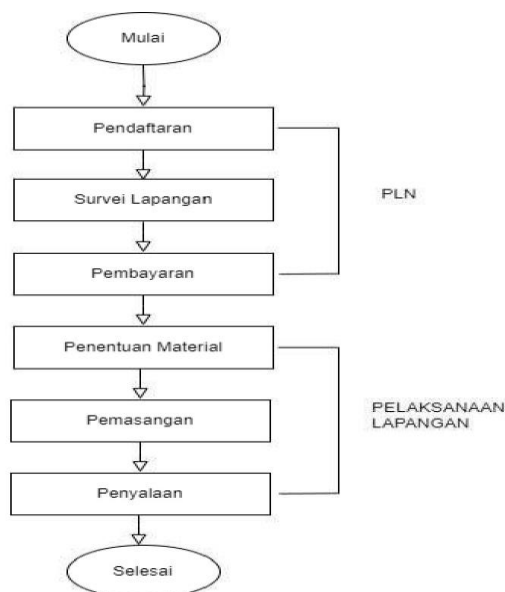 Mulai
Pendaftaran
Survei Lapangan
PLN
Pembayaran
Penentuan Material
Pemasangan
PELAKSANAAN
LAPANGAN
Penyalaan
Selesai